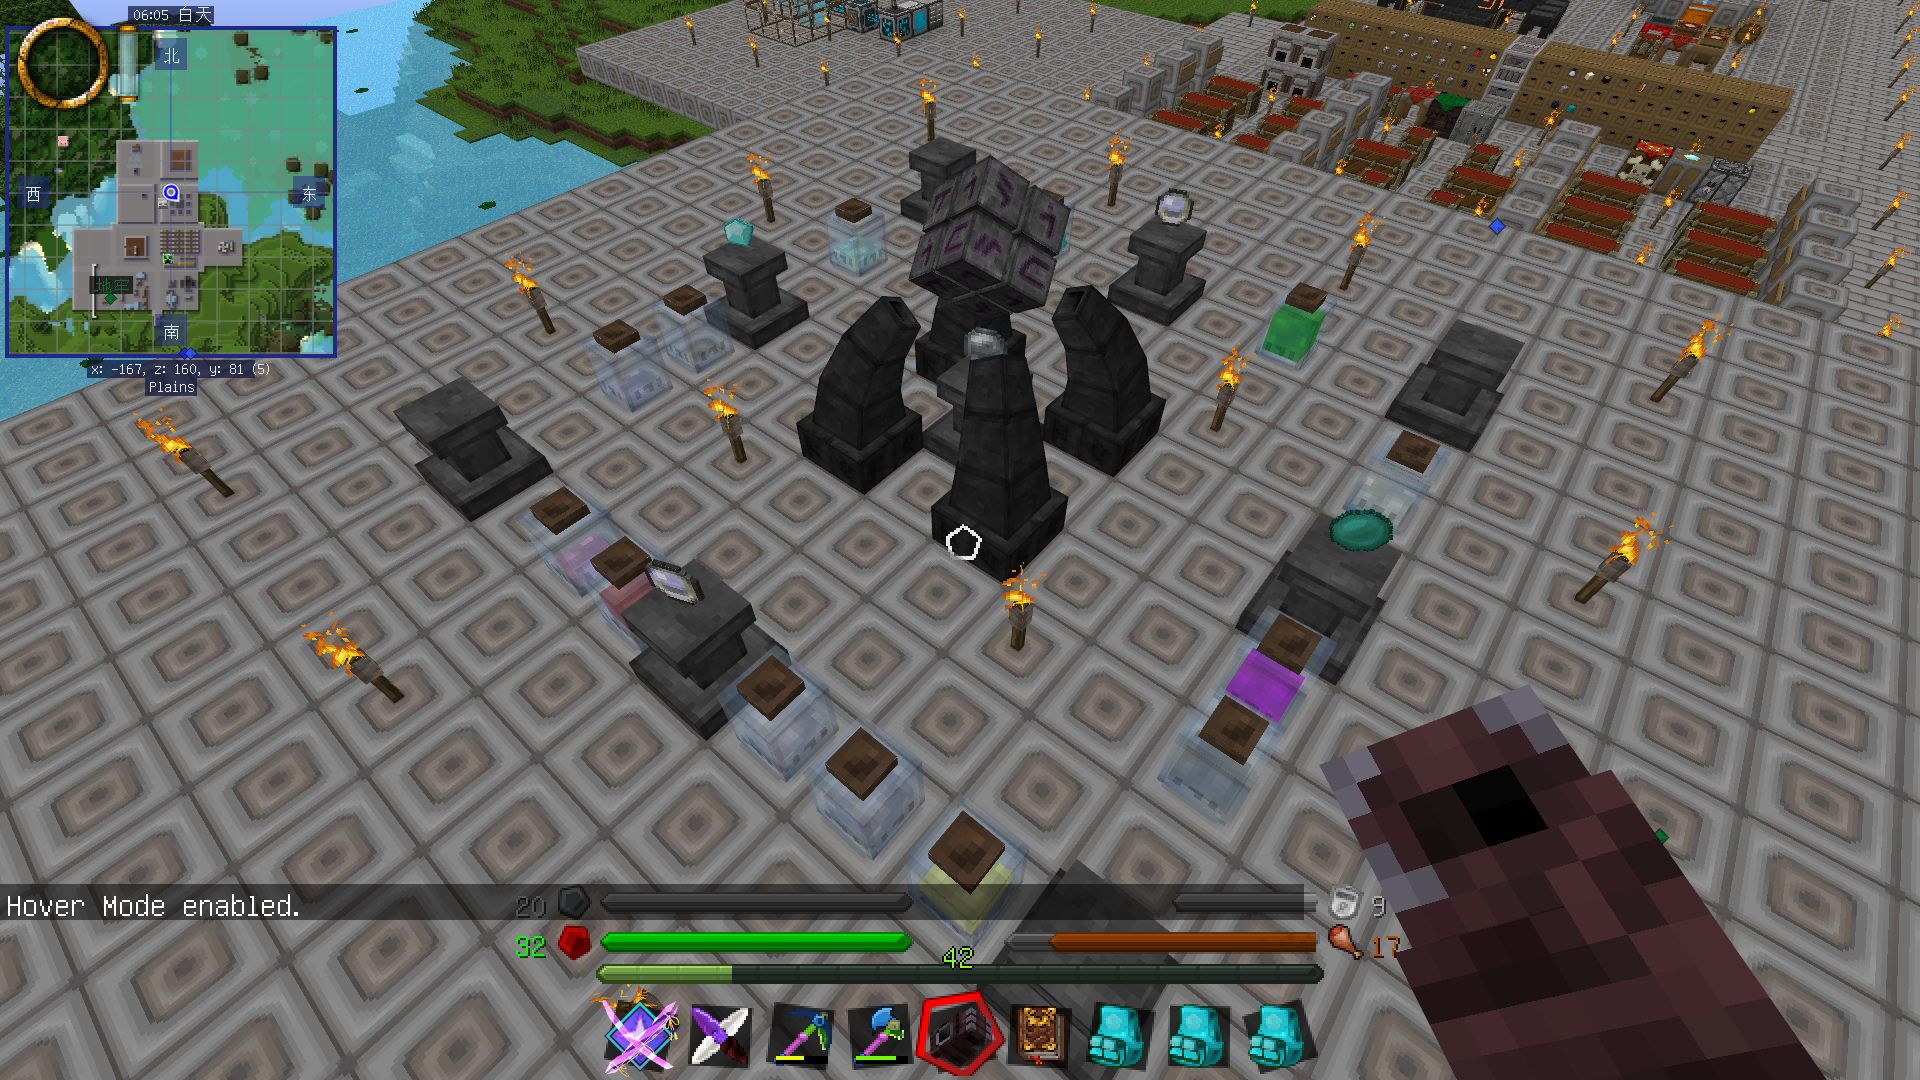 06:05 白天
北
西
东
南
x: -167, z: 160, y: 81 (5)
Plains
Hover Mode enabled.
20
9
32
17
42